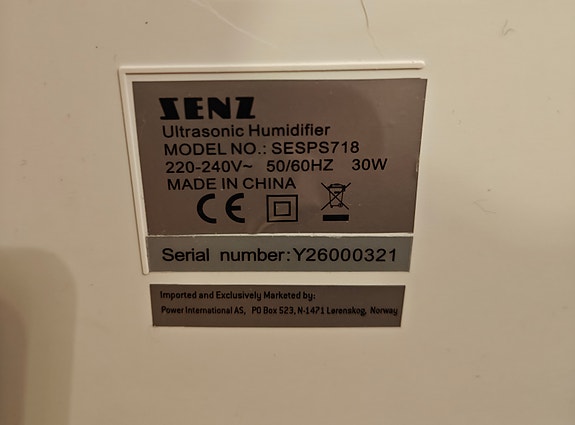 SENZ
Ultrasonic Humidifier
MODEL NO.: SESPS718
220-240V~ 50/60HZ 30W
MADE IN CHINA
CE
Serial number:Y26000321
Imported and Exclusively Marketed by:
Power International AS, PO Box 523, N-1471 Lørenskog, Norway